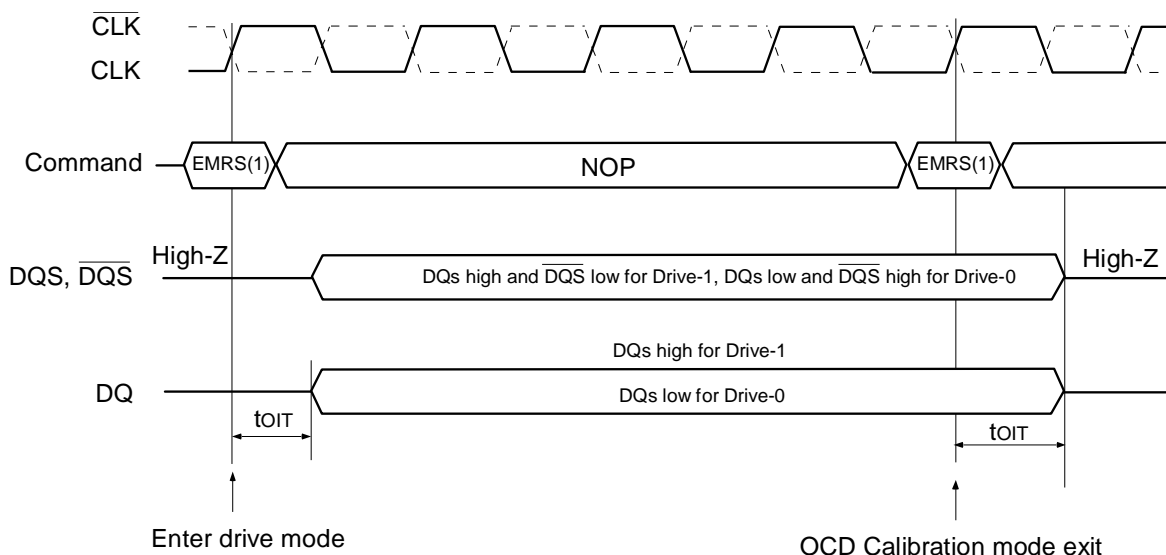 CLK
CLK
Command
EMRS(1)
NOP
EMRS(1)
High-Z
High-Z
DQS, DQS
DQs high and DQS low for Drive-1, DQs low and DQS high for Drive-0
DQs high for Drive-1
DQ
DQs low for Drive-0
tOIT
tOIT
Enter drive mode
OCD Calibration mode exit